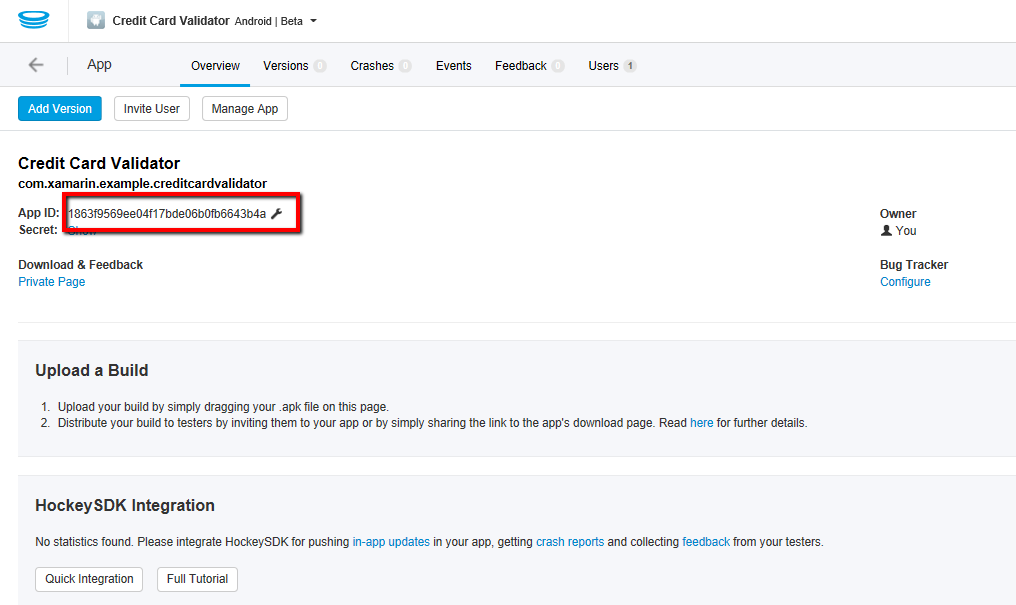 Credit Card Validator Android | Beta
App Overview Versions 0 Crashes 0 Events Feedback 0 Users 1
Add Version Invite User Manage App
Credit Card Validator
com.xamarin.example.creditcardvalidator
App ID: 1863f9569ee04f17bde06b0fb6643b4a
Secret: Show
Owner
You
Download & Feedback
Private Page
Bug Tracker
Configure
Upload a Build
1. Upload your build by simply dragging your .apk file on this page.
2. Distribute your build to testers by inviting them to your app or by simply sharing the link to the app's download page. Read here for further details.
HockeySDK Integration
No statistics found. Please integrate HockeySDK for pushing in-app updates in your app, getting crash reports and collecting feedback from your testers.
Quick Integration Full Tutorial